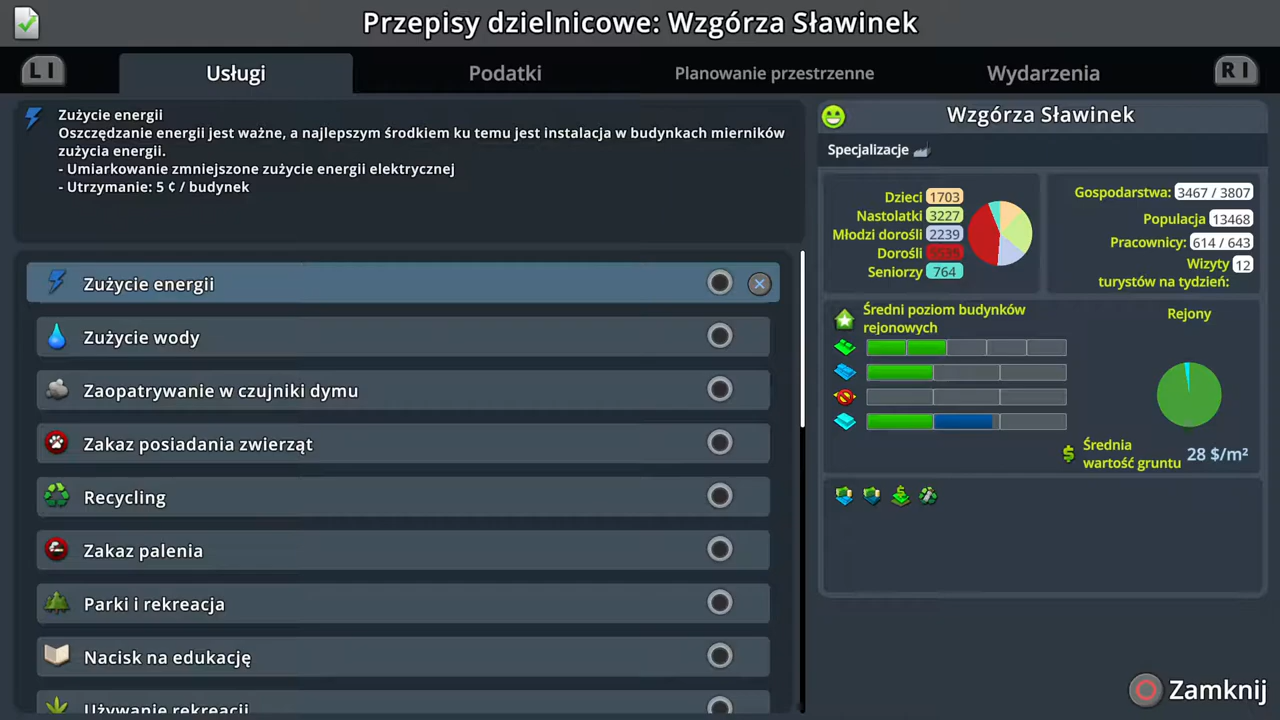 Przepisy dzielnicowe: Wzgórza Sławinek
L1
Usługi
Podatki
Planowanie przestrzenne
Wydarzenia
R1
Zużycie energii
Oszczędzanie energii jest ważne, a najlepszym środkiem ku temu jest instalacja w budynkach mierników
zużycia energii.
- Umiarkowanie zmniejszone zużycie energii elektrycznej
- Utrzymanie: 5 ₵ / budynek
Zużycie energii
Zużycie wody
Zaopatrywanie w czujniki dymu
Zakaz posiadania zwierząt
Recycling
Zakaz palenia
Parki i rekreacja
Nacisk na edukację
Używanie rekreacji
Wzgórza Sławinek
Specjalizacje
Dzieci 1703
Nastolatki 3227
Młodzi dorośli 2239
Dorośli
Seniorzy 764
Gospodarstwa: 3467 / 3807
Populacja 13468
Pracownicy: 614 / 643
Wizyty 12
turystów na tydzień:
Średni poziom budynków
rejonowych
Rejony
Średnia
wartość gruntu 28 $/m²
Zamknij